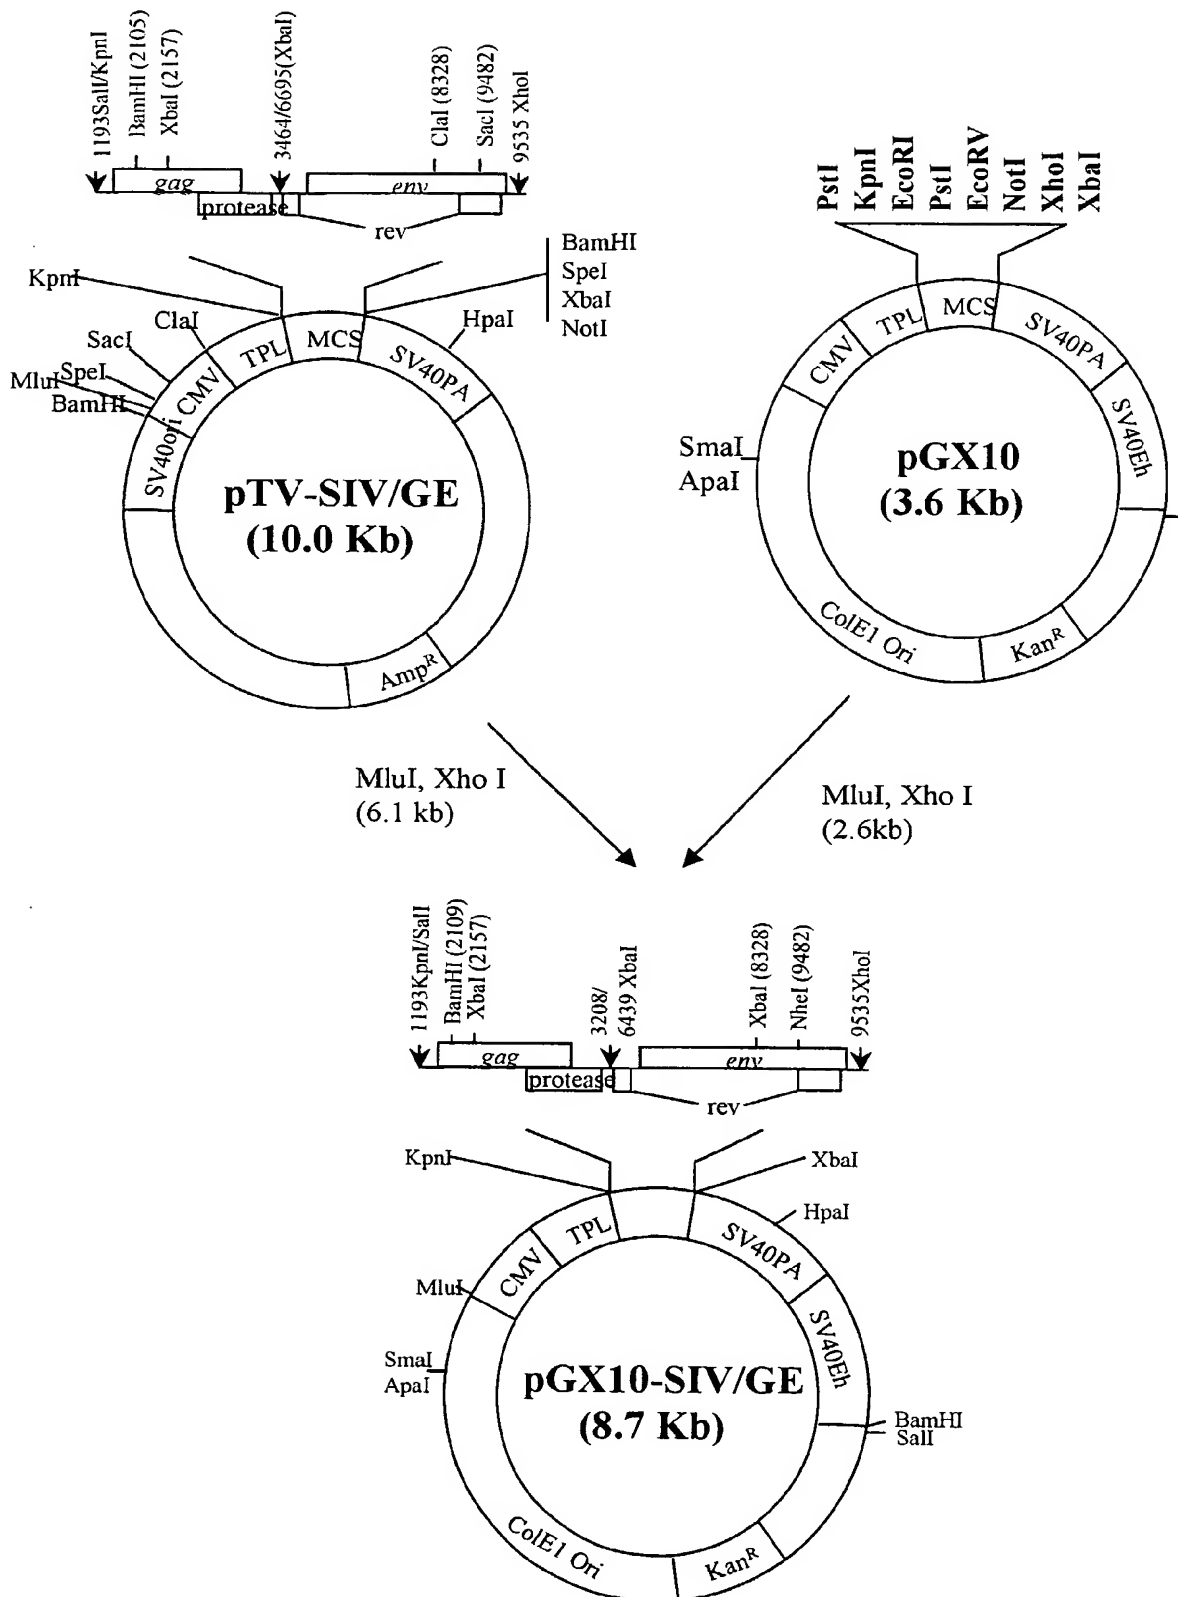 1193SalI/KpnI
BamHI (2105)
XbaI (2157)
3464/6695(XbaI)
ClaI (8328)
SacI (9482)
9535 XhoI
gag
env
protease
rev
KpnI
BamHI
SpeI
XbaI
NotI
HpaI
ClaI
SacI
SpeI
MluI
BamHI
SV40ori
CMV
TPL
MCS
SV40PA
pTV-SIV/GE
(10.0 Kb)
AmpR
PstI
KpnI
EcoRI
PstI
EcoRV
NotI
XhoI
XbaI
CMV
TPL
MCS
SV40PA
SV40Eh
SmaI
ApaI
pGX10
(3.6 Kb)
ColE1 Ori
KanR
MluI, Xho I
(6.1 kb)
MluI, Xho I
(2.6kb)
1193KpnI/SalI
BamHI (2109)
XbaI (2157)
3208/
6439 XbaI
XbaI (8328)
NheI (9482)
9535XhoI
gag
env
protease
rev
KpnI
XbaI
HpaI
MluI
CMV
TPL
SV40PA
SV40Eh
SmaI
ApaI
pGX10-SIV/GE
(8.7 Kb)
BamHI
SalI
ColE1 Ori
KanR